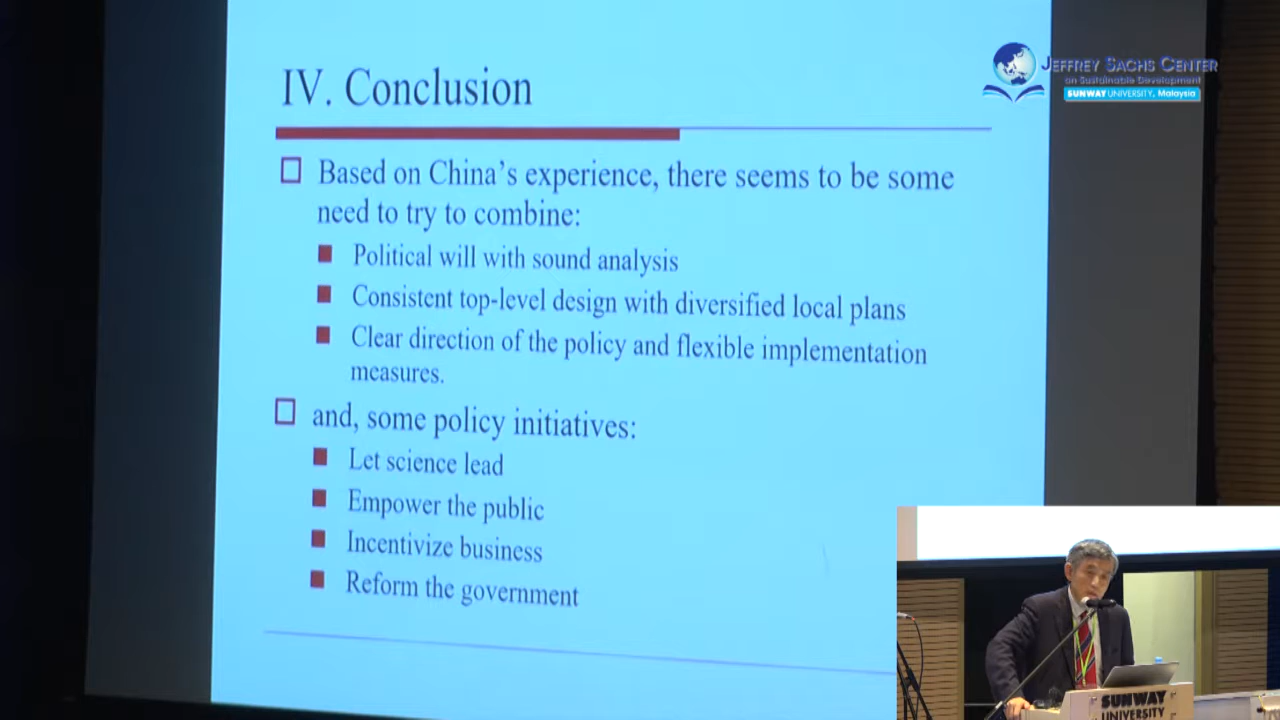 IV. Conclusion
JEFFREY SACHS CENTER
on Sustainable Development
SUNWAY UNIVERSITY, Malaysia
Based on China's experience, there seems to be some
need to try to combine:
Political will with sound analysis
Consistent top-level design with diversified local plans
Clear direction of the policy and flexible implementation
measures.
and, some policy initiatives:
Let science lead
Empower the public
Incentivize business
Reform the government
SUNWAY
UNIVERSITY